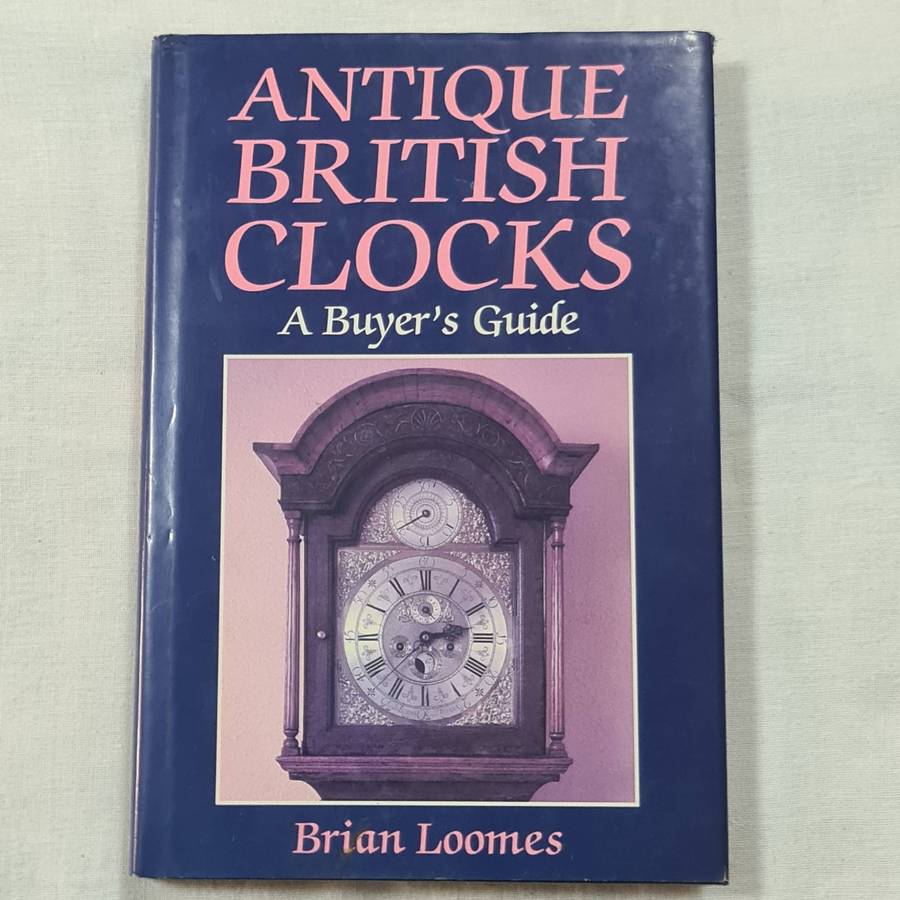 ANTIQUE
BRITISH
CLOCKS
A Buyer's Guide
Brian Loomes